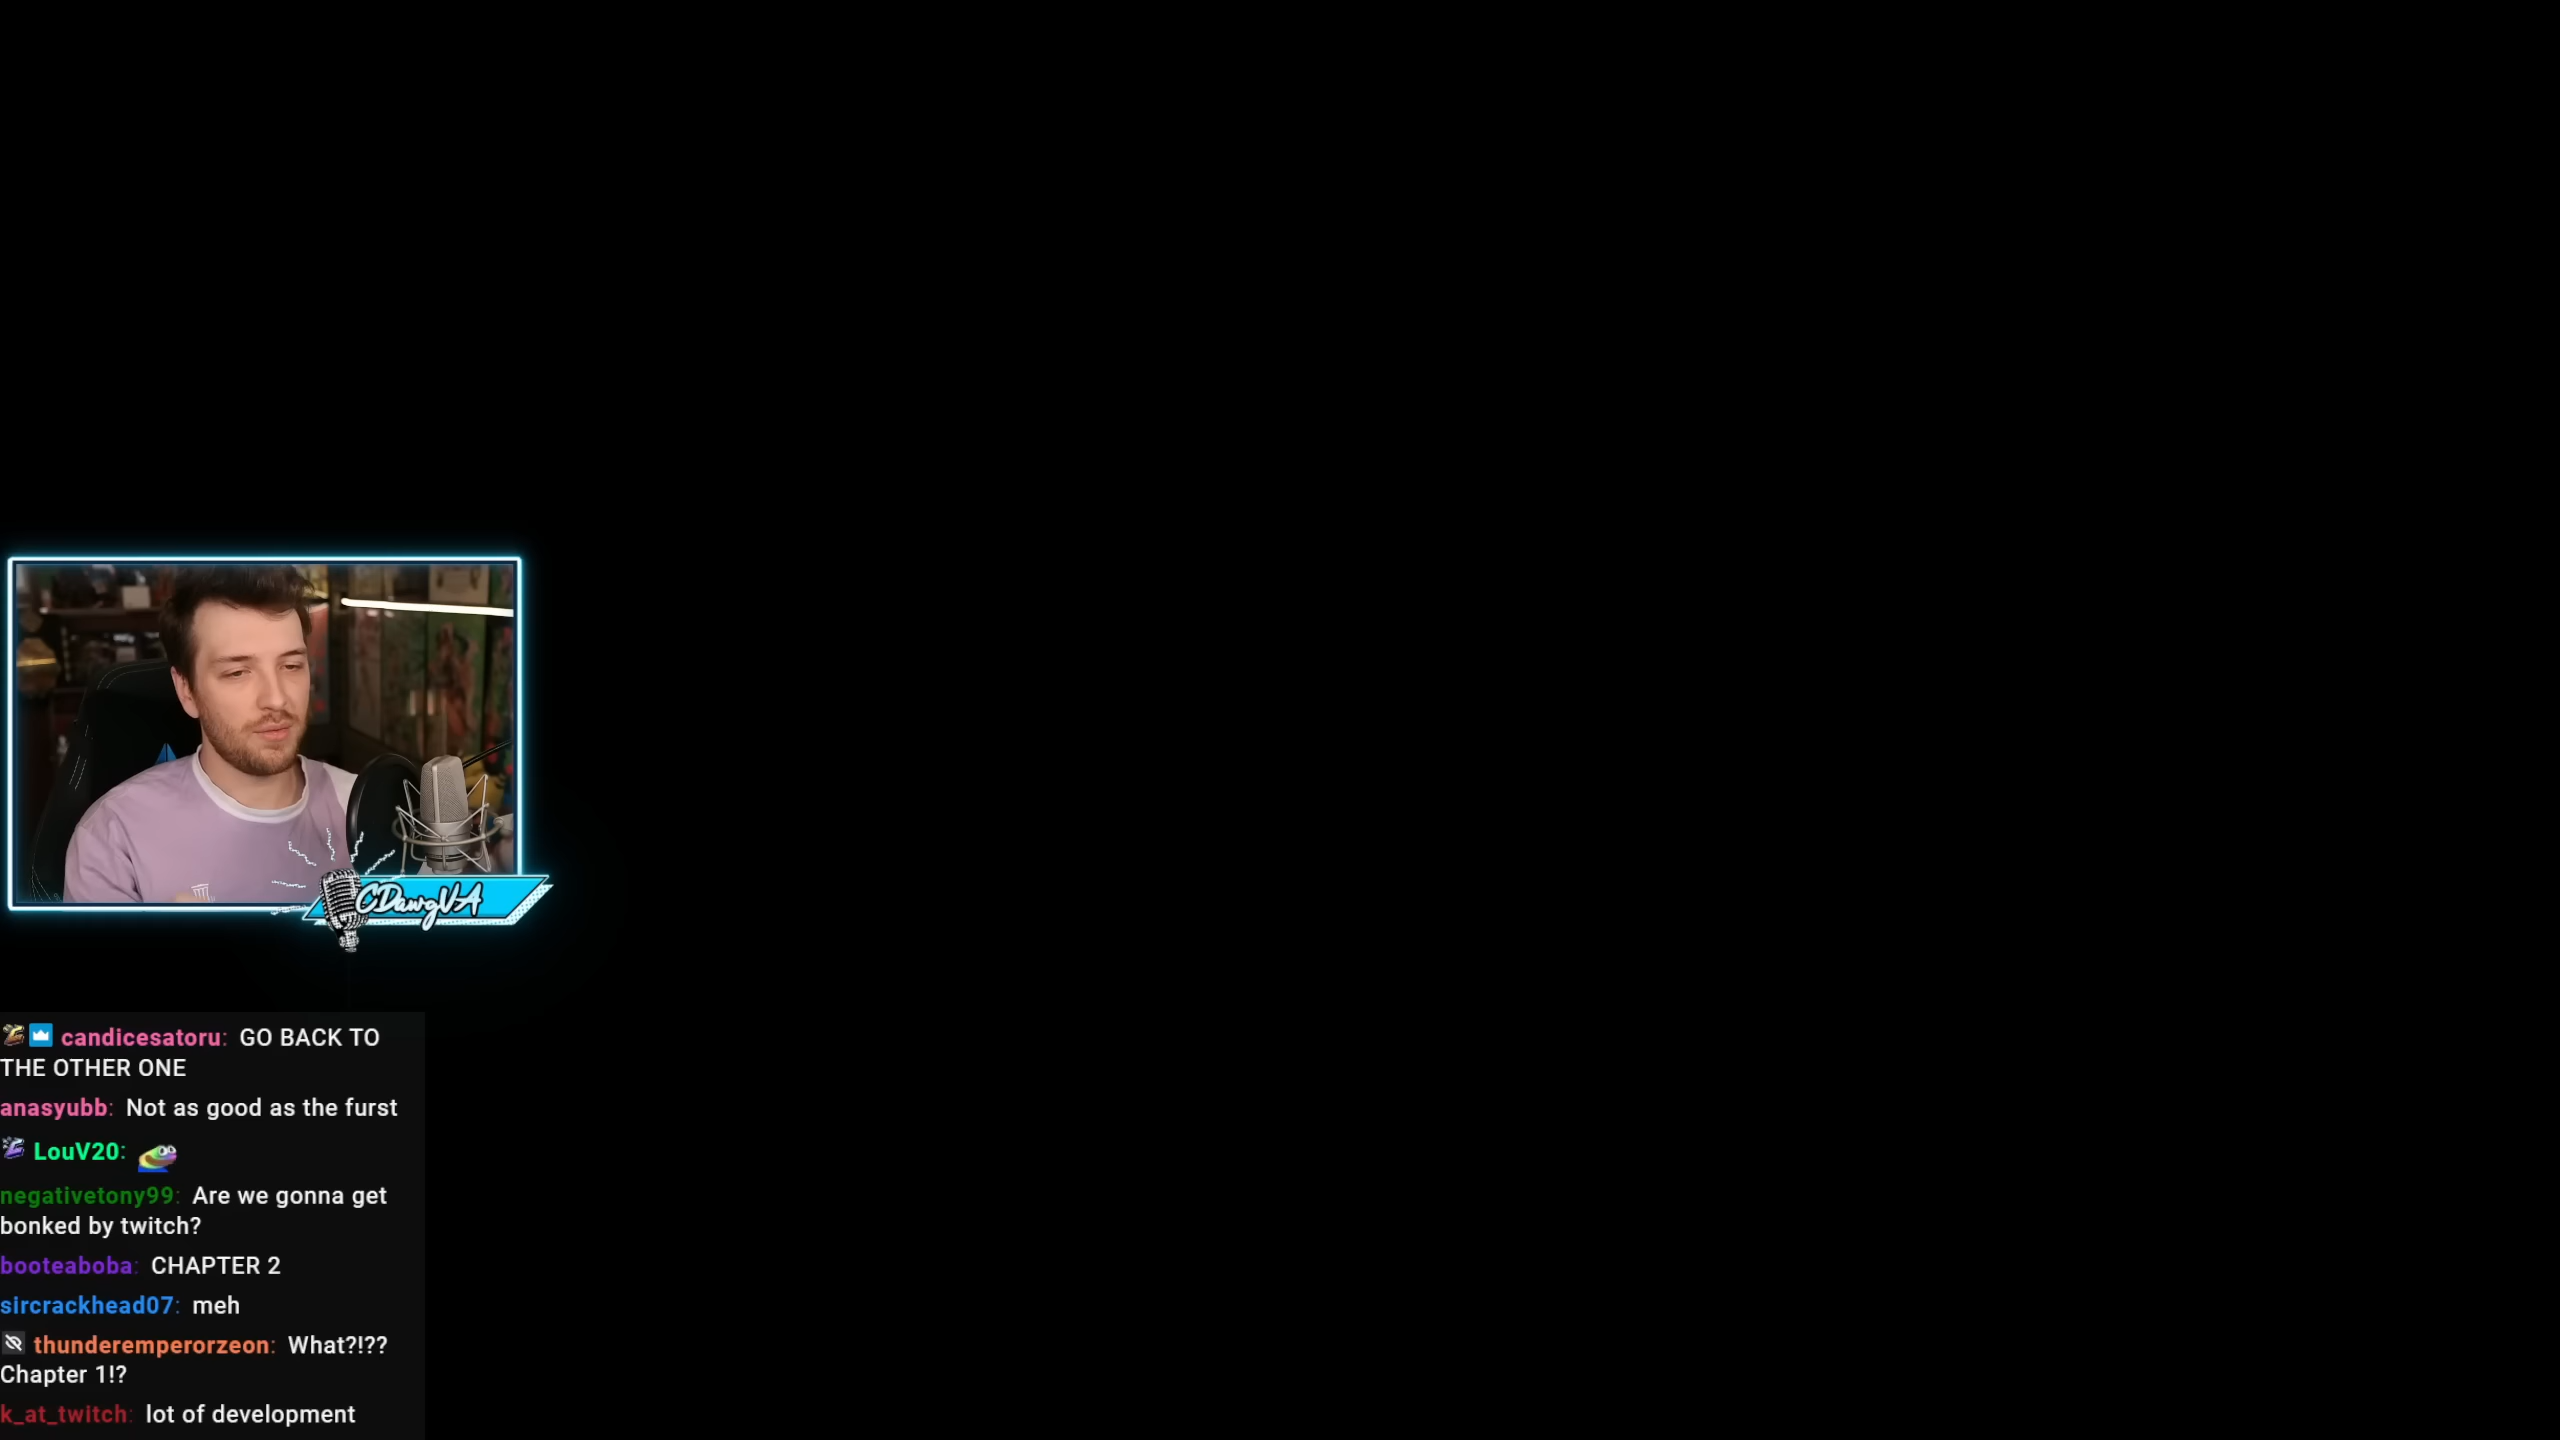 CDawgVA
candicesatoru: GO BACK TO
THE OTHER ONE
anasyubb: Not as good as the furst
LouV20:
negativetony99: Are we gonna get
bonked by twitch?
booteaboba: CHAPTER 2
sircrackhead07: meh
thunderemperorzeon: What?!??
Chapter 1!?
k_at_twitch: lot of development